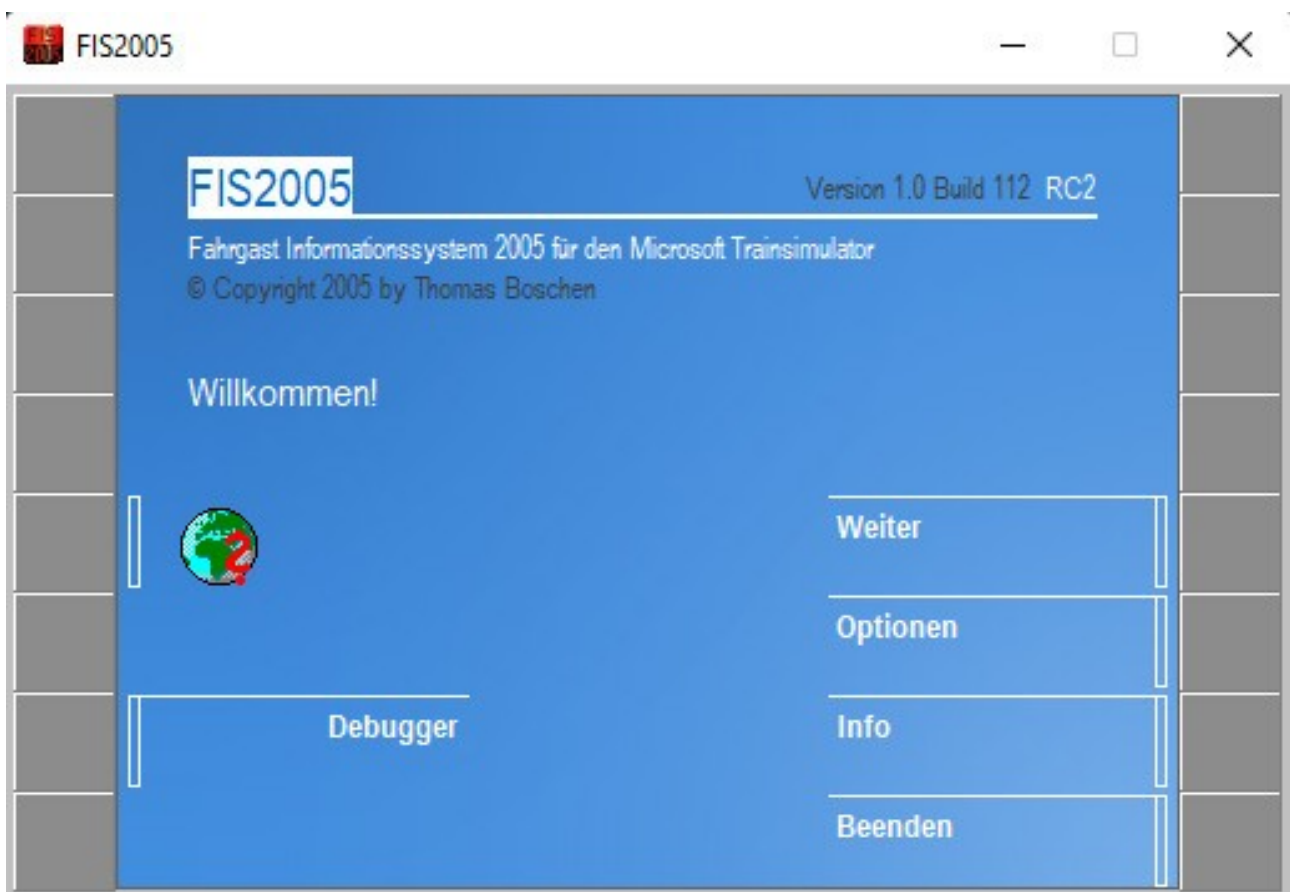 FIS2005
FIS2005
Version 1.0 Build 112 RC2
Fahrgast Informationssystem 2005 für den Microsoft Trainsimulator
© Copyright 2005 by Thomas Boschen
Willkommen!
Weiter
Optionen
Debugger
Info
Beenden